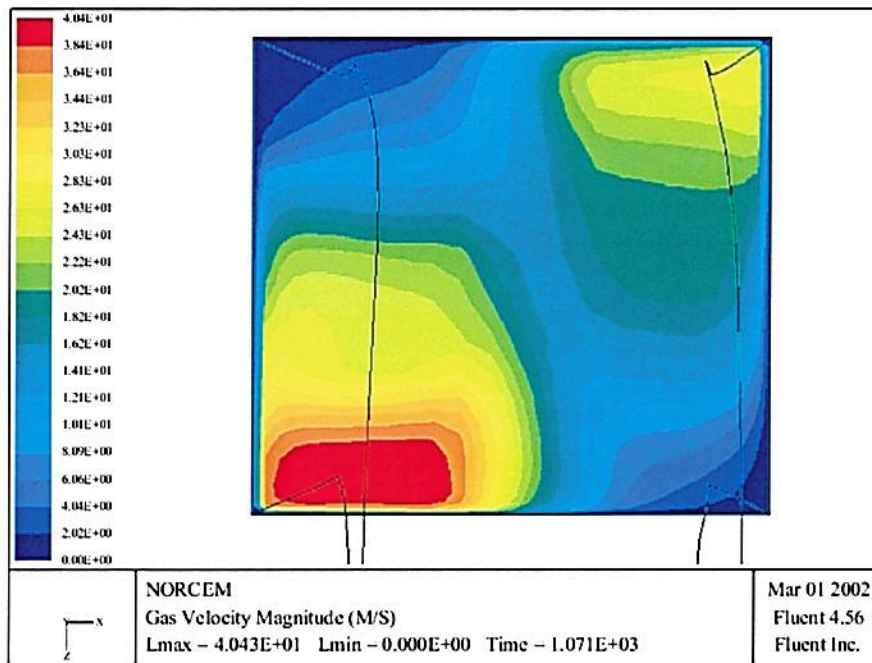 4.04E+01
3.84E+01
3.64E+01
3.44E+01
3.23E+01
3.03E+01
2.83E+01
2.63E+01
2.43E+01
2.22E+01
2.02E+01
1.82E+01
1.62E+01
1.41E+01
1.21E+01
1.01E+01
8.09E+00
6.06E+00
4.04E+00
2.02E+00
0.00E+00
NORCEM
Gas Velocity Magnitude (M/S)
Lmax = 4.043E+01 Lmin = 0.000E+00 Time = 1.071E+03
X
Z
Mar 01 2002
Fluent 4.56
Fluent Inc.